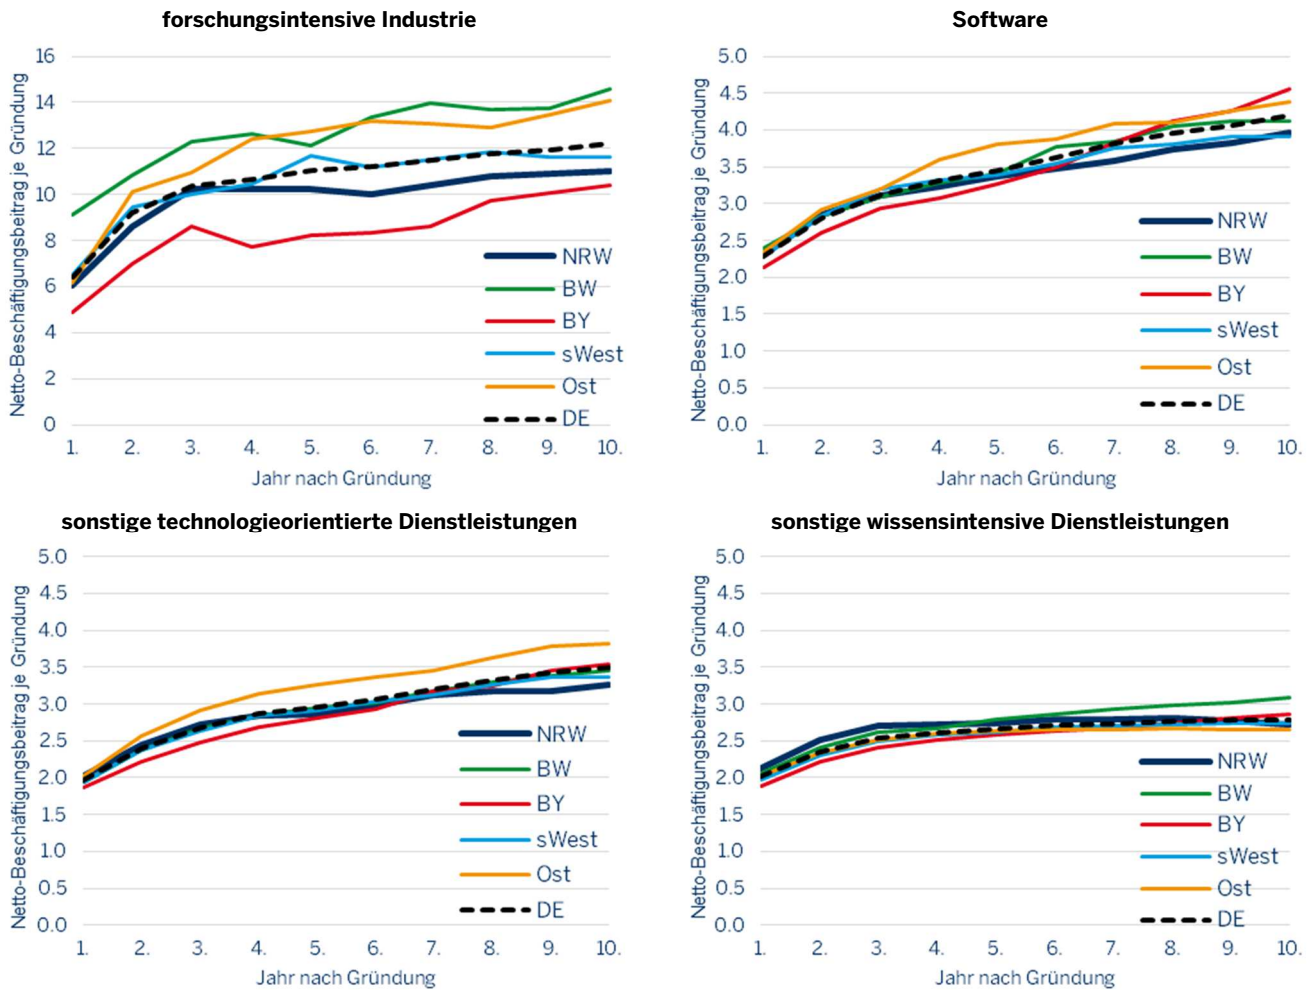 forschungsintensive Industrie
Netto-Beschäftigungsbeitrag je Gründung
16
14
12
10
8
6
4
2
0
1. 2. 3. 4. 5. 6. 7. 8. 9. 10.
Jahr nach Gründung
NRW
BW
BY
sWest
Ost
DE
Software
Netto-Beschäftigungsbeitrag je Gründung
5.0
4.5
4.0
3.5
3.0
2.5
2.0
1.5
1.0
0.5
0.0
1. 2. 3. 4. 5. 6. 7. 8. 9. 10.
Jahr nach Gründung
NRW
BW
BY
sWest
Ost
DE
sonstige technologieorientierte Dienstleistungen
Netto-Beschäftigungsbeitrag je Gründung
5.0
4.5
4.0
3.5
3.0
2.5
2.0
1.5
1.0
0.5
0.0
1. 2. 3. 4. 5. 6. 7. 8. 9. 10.
Jahr nach Gründung
NRW
BW
BY
sWest
Ost
DE
sonstige wissensintensive Dienstleistungen
Netto-Beschäftigungsbeitrag je Gründung
5.0
4.5
4.0
3.5
3.0
2.5
2.0
1.5
1.0
0.5
0.0
1. 2. 3. 4. 5. 6. 7. 8. 9. 10.
Jahr nach Gründung
NRW
BW
BY
sWest
Ost
DE